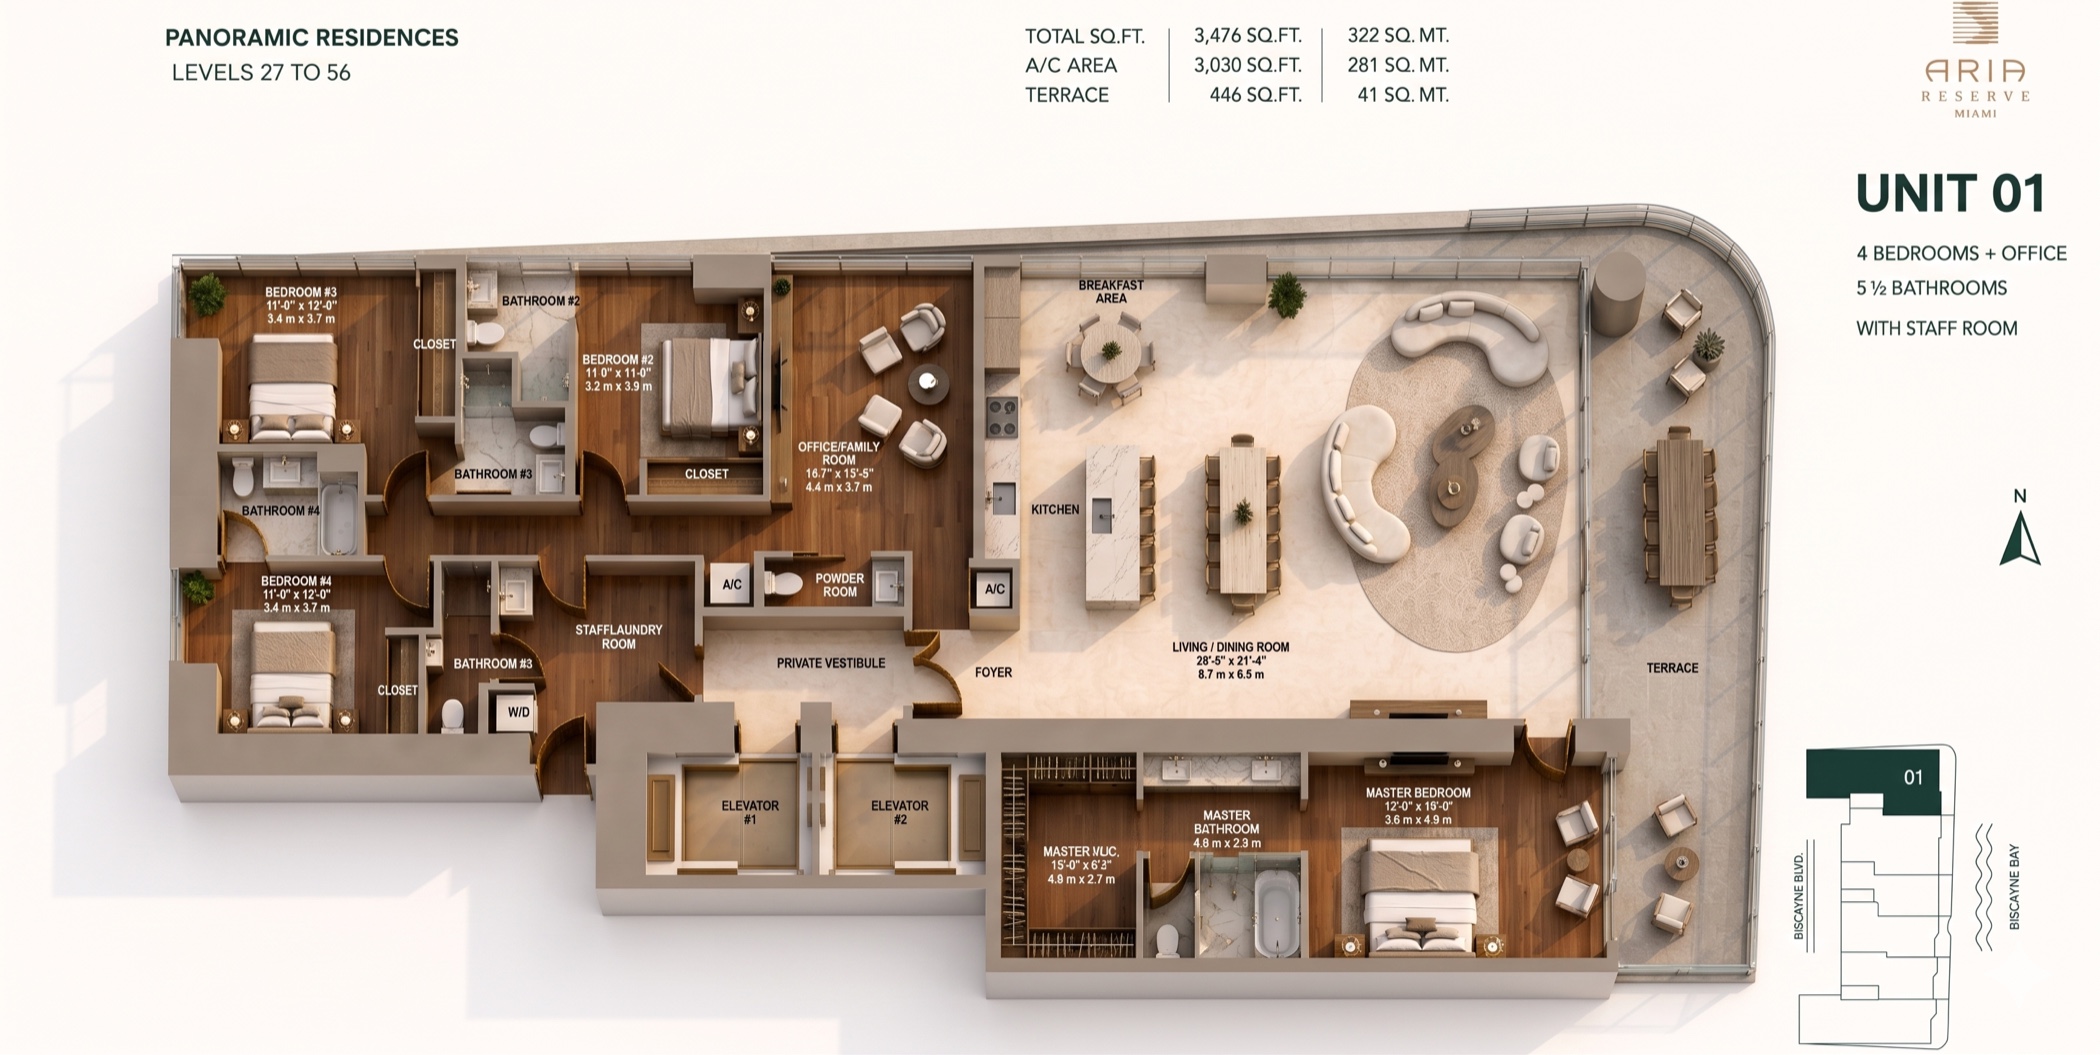 PANORAMIC RESIDENCES
LEVELS 27 TO 56
TOTAL SQ.FT. 3,476 SQ.FT. 322 SQ. MT.
A/C AREA 3,030 SQ.FT. 281 SQ. MT.
TERRACE 446 SQ.FT. 41 SQ. MT.
ARIA
RESERVE
MIAMI
UNIT 01
4 BEDROOMS + OFFICE
5 ½ BATHROOMS
WITH STAFF ROOM
BEDROOM #3
11'-0" x 12'-0"
3.4 m x 3.7 m
CLOSET
BATHROOM #2
BEDROOM #2
11 0" x 11-0"
3.2 m x 3.9 m
CLOSET
BATHROOM #3
BATHROOM #4
OFFICE/FAMILY
ROOM
16.7" x 15'-5"
4.4 m x 3.7 m
BREAKFAST
AREA
KITCHEN
LIVING / DINING ROOM
28'-5" x 21'-4"
8.7 m x 6.5 m
TERRACE
BEDROOM #4
11'-0" x 12'-0"
3.4 m x 3.7 m
CLOSET
BATHROOM #3
W/D
STAFFLAUNDRY
ROOM
A/C
POWDER
ROOM
A/C
PRIVATE VESTIBULE
FOYER
ELEVATOR
#1
ELEVATOR
#2
MASTER
15'-0" x
4.9 m x 2.7 m
MASTER
BATHROOM
4.8 m x 2.3 m
MASTER BEDROOM
12'-0" x 15'-0"
3.6 m x 4.9 m
N
01
BISCAYNE BLVD.
BISCAYNE BAY